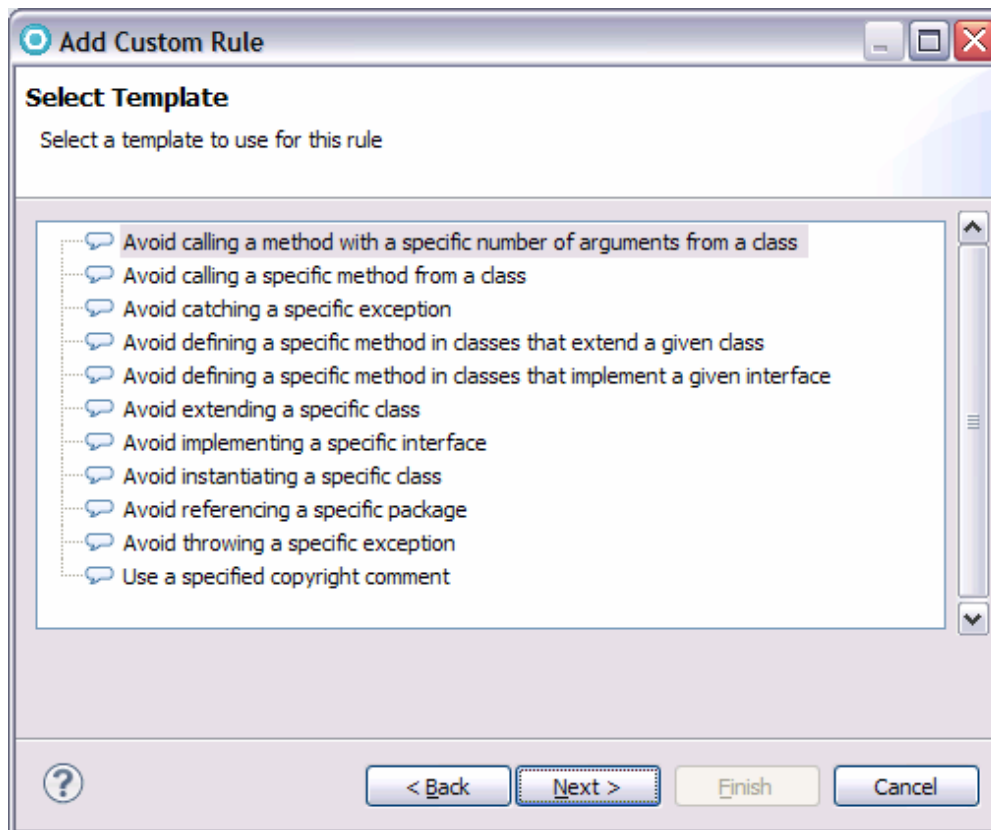 Add Custom Rule
Select Template
Select a template to use for this rule
Avoid calling a method with a specific number of arguments from a class
Avoid calling a specific method from a class
Avoid catching a specific exception
Avoid defining a specific method in classes that extend a given class
Avoid defining a specific method in classes that implement a given interface
Avoid extending a specific class
Avoid implementing a specific interface
Avoid instantiating a specific class
Avoid referencing a specific package
Avoid throwing a specific exception
Use a specified copyright comment
? < Back Next > Finish Cancel